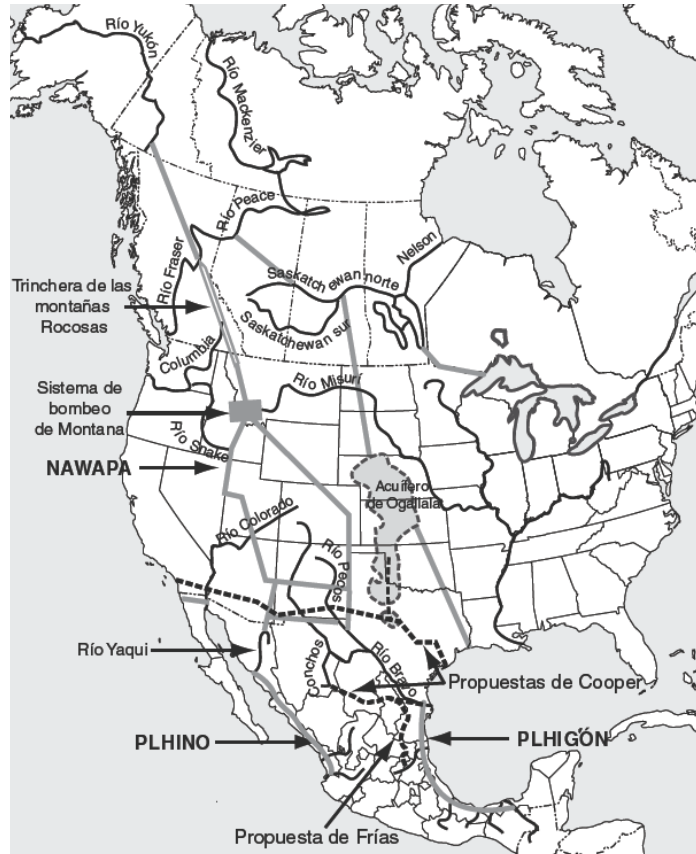 Río Yukón
Río Mackenzier
Río Peace
Río Fraser
Nelson
Saskatchewan norte
Saskatchewan sur
Trinchera de las
montañas
Rocosas
Columbia
Sistema de
bombeo
de Montana
Río Misurí
Río Snake
NAWAPA
Acuífero
de Ogallala
Río Colorado
Río Pecos
Río Yaqui
Conchos
Río Bravo
Propuestas de Cooper
PLHINO
PLHIGÓN
Propuesta de Frías